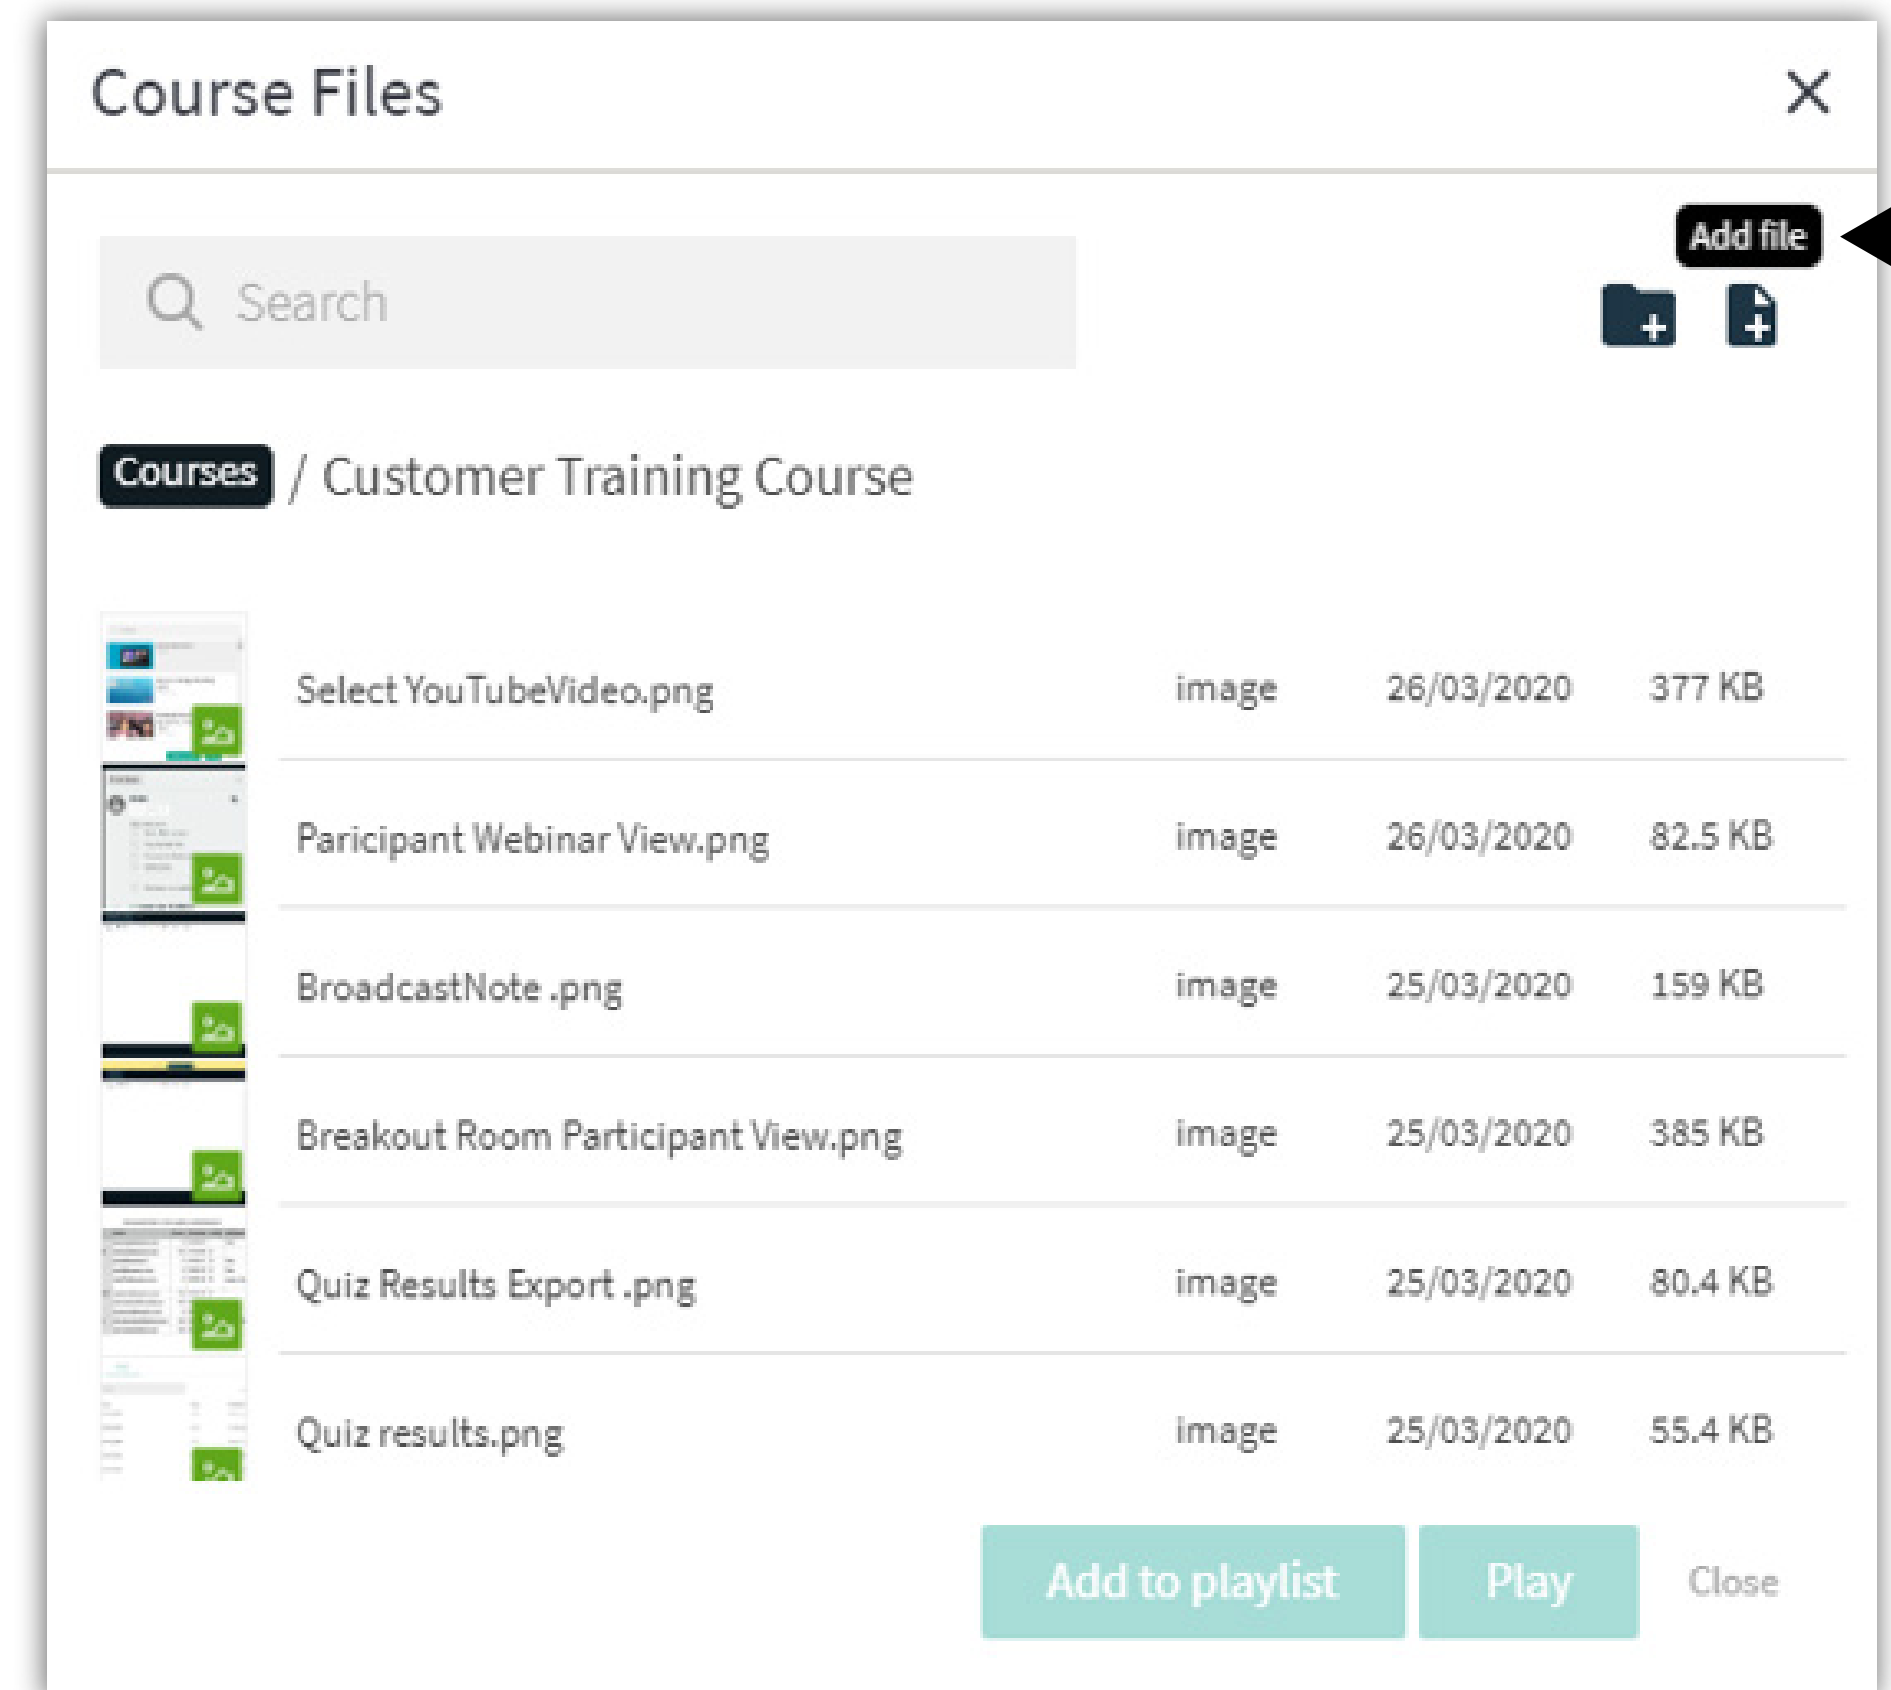 Course Files
Add file
Search
Courses / Customer Training Course
Select YouTubeVideo.png image 26/03/2020 377 KB
Paricipant Webinar View.png image 26/03/2020 82.5 KB
BroadcastNote .png image 25/03/2020 159 KB
Breakout Room Participant View.png image 25/03/2020 385 KB
Quiz Results Export .png image 25/03/2020 80.4 KB
Quiz results.png image 25/03/2020 55.4 KB
Add to playlist Play Close